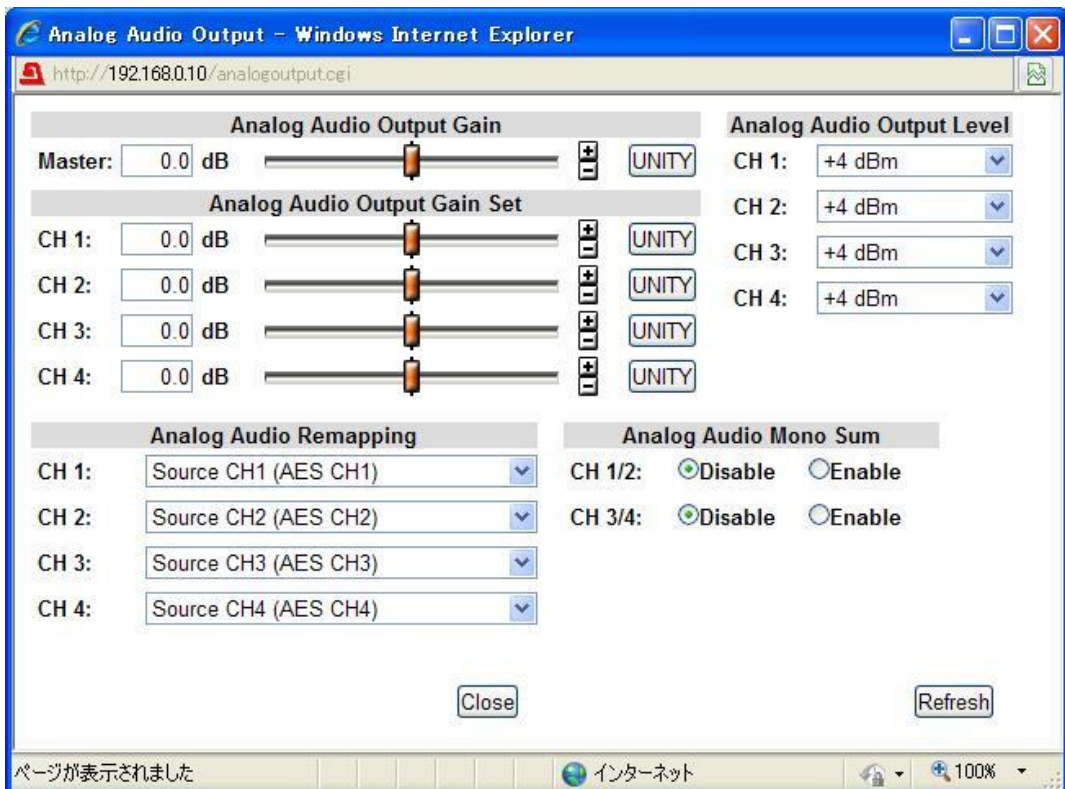 Analog Audio Output - Windows Internet Explorer
http://192.168.0.10/analogoutput.cgi
Analog Audio Output Gain
Master: 0.0 dB + - UNITY
Analog Audio Output Gain Set
CH 1: 0.0 dB + - UNITY
CH 2: 0.0 dB + - UNITY
CH 3: 0.0 dB + - UNITY
CH 4: 0.0 dB + - UNITY
Analog Audio Output Level
CH 1: +4 dBm
CH 2: +4 dBm
CH 3: +4 dBm
CH 4: +4 dBm
Analog Audio Remapping
CH 1: Source CH1 (AES CH1)
CH 2: Source CH2 (AES CH2)
CH 3: Source CH3 (AES CH3)
CH 4: Source CH4 (AES CH4)
Analog Audio Mono Sum
CH 1/2: Disable Enable
CH 3/4: Disable Enable
Close Refresh
ページが表示されました インターネット 100%